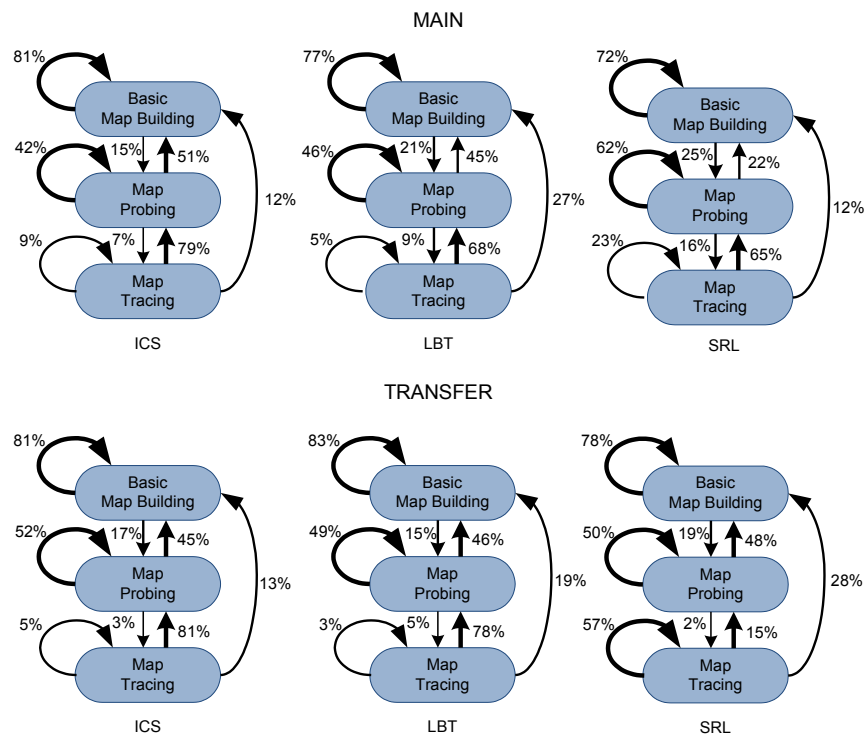 MAIN
81%
Basic
Map Building
15%
51%
42%
Map
Probing
12%
7%
79%
9%
Map
Tracing
ICS
77%
Basic
Map Building
21%
45%
46%
Map
Probing
27%
9%
68%
5%
Map
Tracing
LBT
72%
Basic
Map Building
25%
22%
62%
Map
Probing
12%
16%
65%
23%
Map
Tracing
SRL
TRANSFER
81%
Basic
Map Building
17%
45%
52%
Map
Probing
13%
3%
81%
5%
Map
Tracing
ICS
83%
Basic
Map Building
15%
46%
49%
Map
Probing
19%
5%
78%
3%
Map
Tracing
LBT
78%
Basic
Map Building
19%
48%
50%
Map
Probing
28%
2%
15%
57%
Map
Tracing
SRL